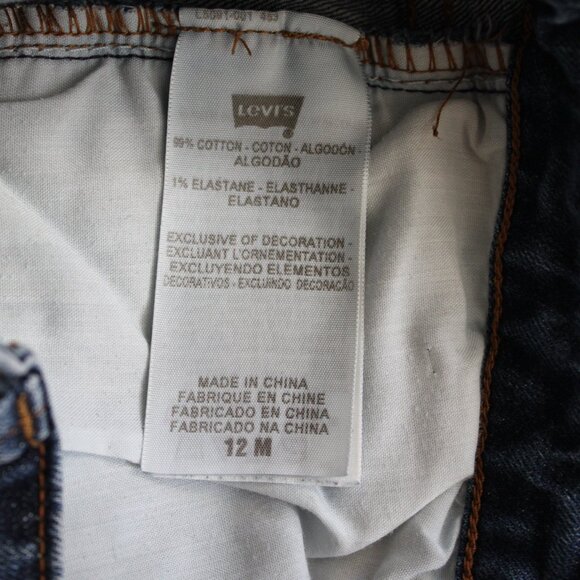 LEVI'S
®
99% COTTON - COTON - ALGODÓN -
ALGODÃO
1% ELASTANE - ELASTHANNE -
ELASTANO
EXCLUSIVE OF DECORATION -
EXCLUANT L'ORNEMENTATION -
EXCLUYENDO ELEMENTOS
DECORATIVOS - EXCLUINDO DECORAÇÃO
MADE IN CHINA
FABRIQUE EN CHINE
FABRICADO EN CHINA
FABRICADO NA CHINA
12 M